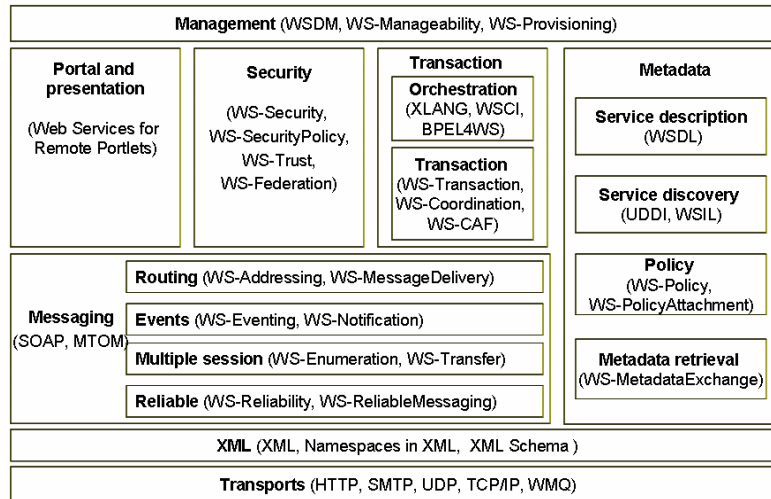 Management (WSDM, WS-Manageability, WS-Provisioning)
Portal and
presentation
(Web Services for
Remote Portlets)
Security
(WS-Security,
WS-SecurityPolicy,
WS-Trust,
WS-Federation)
Transaction
Orchestration
(XLANG, WSCI,
BPEL4WS)
Transaction
(WS-Transaction,
WS-Coordination,
WS-CAF)
Metadata
Service description
(WSDL)
Service discovery
(UDDI, WSIL)
Policy
(WS-Policy,
WS-PolicyAttachment)
Metadata retrieval
(WS-MetadataExchange)
Messaging
(SOAP, MTOM)
Routing (WS-Addressing, WS-MessageDelivery)
Events (WS-Eventing, WS-Notification)
Multiple session (WS-Enumeration, WS-Transfer)
Reliable (WS-Reliability, WS-ReliableMessaging)
XML (XML, Namespaces in XML, XML Schema )
Transports (HTTP, SMTP, UDP, TCP/IP, WMQ)